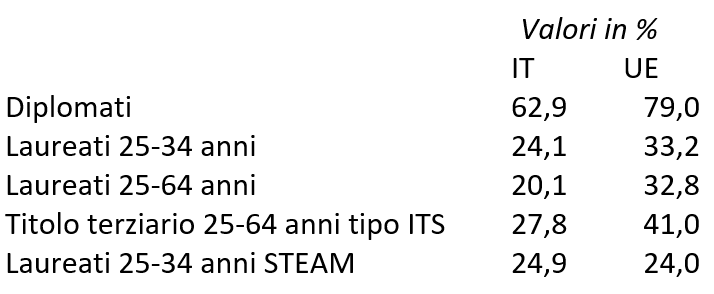 Valori in %
IT UE
Diplomati 62,9 79,0
Laureati 25-34 anni 24,1 33,2
Laureati 25-64 anni 20,1 32,8
Titolo terziario 25-64 anni tipo ITS 27,8 41,0
Laureati 25-34 anni STEAM 24,9 24,0